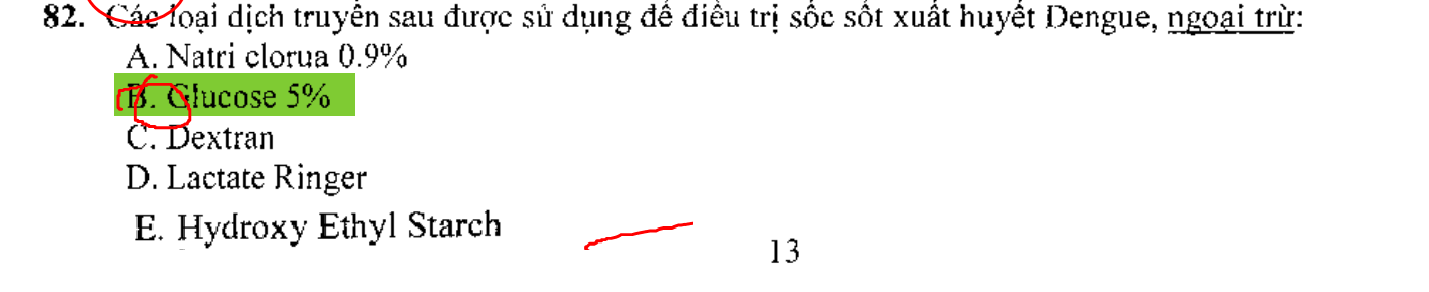 82. Các loại dịch truyền sau được sử dụng để điều trị sốc sốt xuất huyết Dengue, ngoại trừ:
A. Natri clorua 0.9%
B. Glucose 5%
C. Dextran
D. Lactate Ringer
E. Hydroxy Ethyl Starch
13